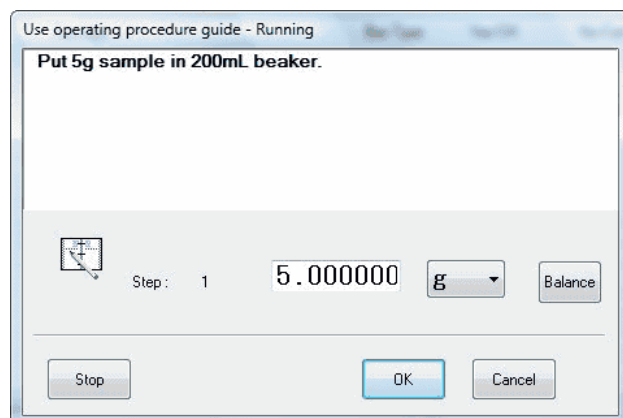 Use operating procedure guide - Running
Put 5g sample in 200mL beaker.
Step : 1 5.000000 g Balance
Stop OK Cancel